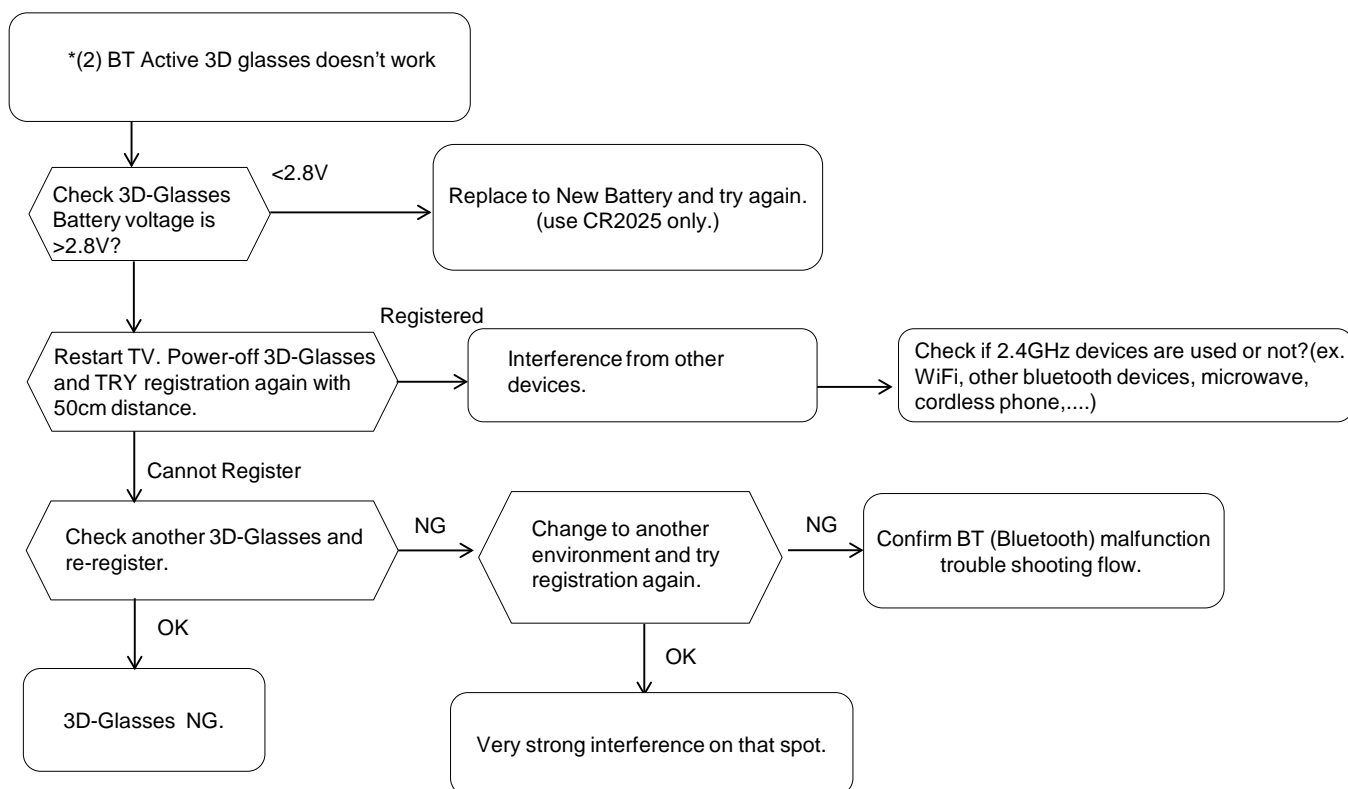 *(2) BT Active 3D glasses doesn’t work
<2.8V
Check 3D-Glasses
Battery voltage is
>2.8V?
Replace to New Battery and try again.
(use CR2025 only.)
Registered
Restart TV. Power-off 3D-Glasses
and TRY registration again with
50cm distance.
Interference from other
devices.
Check if 2.4GHz devices are used or not?(ex.
WiFi, other bluetooth devices, microwave,
cordless phone,....)
Cannot Register
Check another 3D-Glasses and
re-register.
NG
Change to another
environment and try
registration again.
NG
Confirm BT (Bluetooth) malfunction
trouble shooting flow.
OK
OK
3D-Glasses NG.
Very strong interference on that spot.